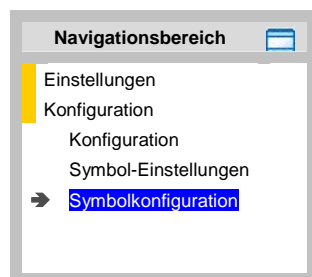 Navigationsbereich
Einstellungen
Konfiguration
Konfiguration
Symbol-Einstellungen
Symbolkonfiguration